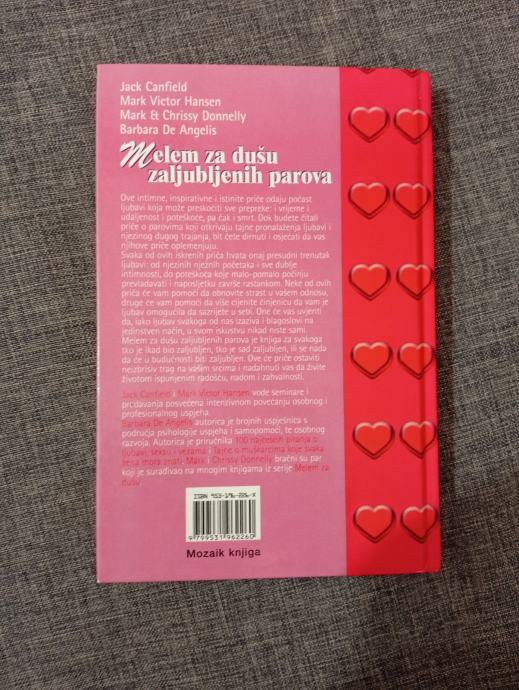 Jack Canfield
Mark Victor Hansen
Mark & Chrissy Donnelly
Barbara De Angelis
Melem za dušu
zaljubljenih parova
Ove intimne, inspirativne i istinite priče odaju počast
ljubavi koja može preskočiti sve prepreke: i vrijeme i
udaljenost i poteškoće, pa čak i smrt. Dok budete čitali
priče o parovima koji otkrivaju tajne pronalaženja ljubavi i
njezinog dugog trajanja, bit ćete dirnuti i osjećati da vas
njihove priče oplemenjuju.
Svaka od ovih iskrenih priča hvata onaj presudni trenutak
ljubavi: od njezinih nježnih početaka i sve dublje
intimnosti, do poteškoća koje malo-pomalo počinju
prevladavati i naposljetku završe rastankom. Neke od ovih
priča će vam pomoći da obnovite strast u vašem odnosu,
druge će vam pomoći da više cijenite činjenicu da vam je
ljubav omogućila da sazrijete u sebi. One će vas uvjeriti
da, iako ljubav svakoga od nas izaziva i blagoslovi na
jedinstven način, u svom iskustvu nikad niste sami.
Melem za dušu zaljubljenih parova je knjiga za svakoga
tko je ikad bio zaljubljen, tko je sad zaljubljen, ili se nada
da će u budućnosti biti zaljubljen. Ove će priče ostaviti
neizbrisiv trag na vašim srcima i nadahnuti vas da živite
životom ispunjenim radošću, nadom i zahvalnosti.
Jack Canfield i Mark Victor Hansen vode seminare i
predavanja posvećena intenzivnom povećanju osobnog i
profesionalnog uspjeha.
Barbara De Angelis autorica je brojnih uspješnica s
područja psihologije uspjeha i samopomoći, te osobnog
razvoja. Autorica je priručnika 100 najčešćih pitanja o
ljubavi, seksu i vezama i Tajne o muškarcima koje svaka
žena mora znati. Mark i Chrissy Donnelly bračni su par
koji je surađivao na mnogim knjigama iz serije Melem za
dušu.
ISBN 953-196-226-X
9 799531 962260
Mozaik knjiga